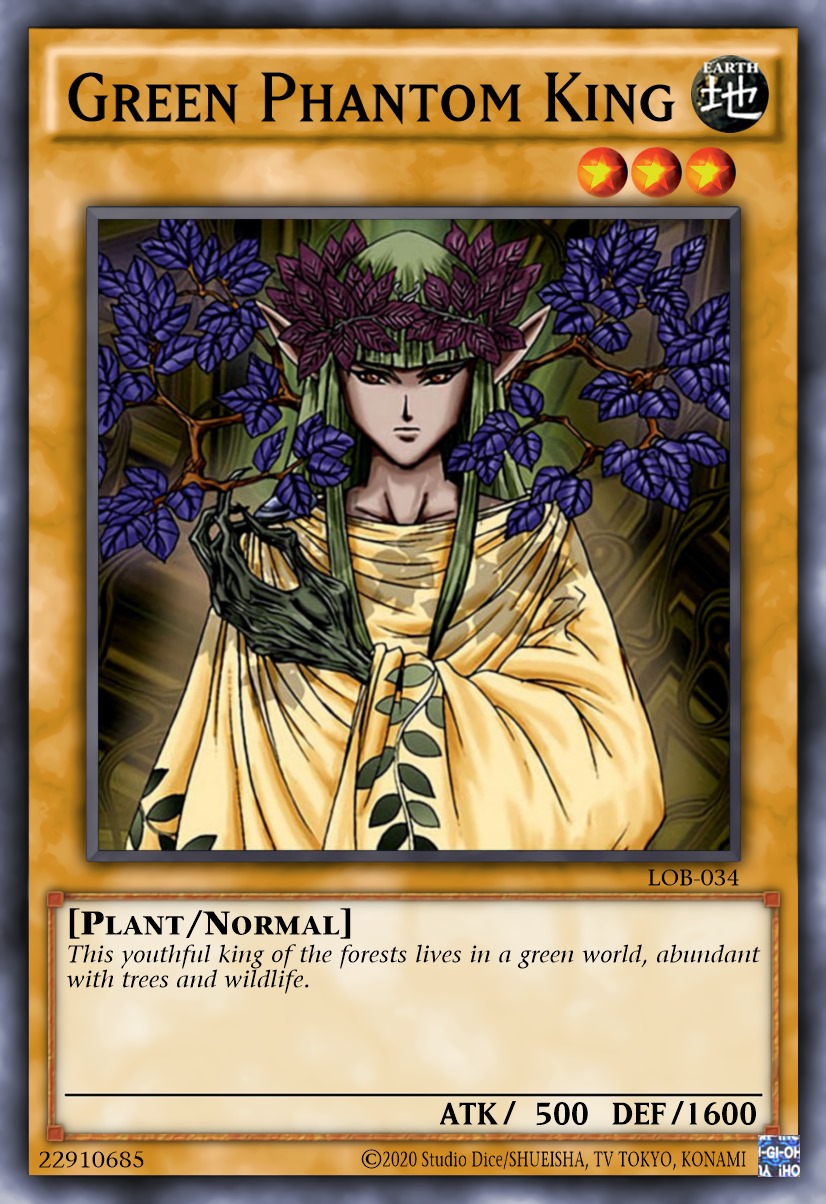 GREEN PHANTOM KING
EARTH
地
LOB-034
[PLANT/NORMAL]
This youthful king of the forests lives in a green world, abundant
with trees and wildlife.
ATK/ 500 DEF/1600
22910685 ©2020 Studio Dice/SHUEISHA, TV TOKYO, KONAMI